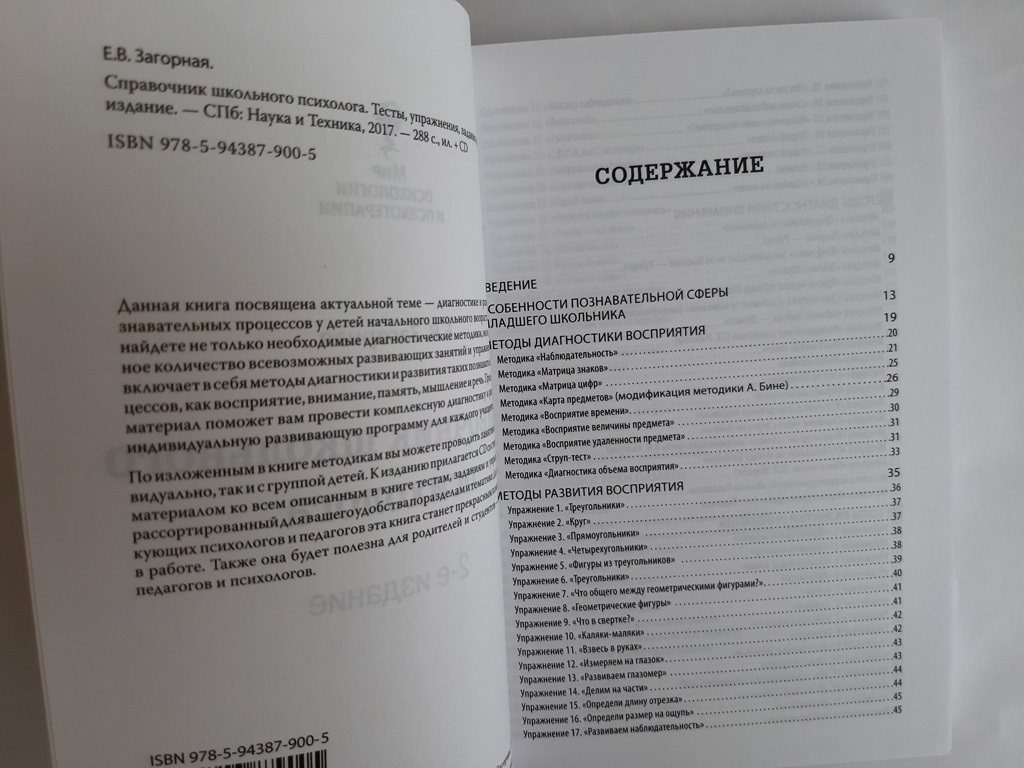 Е.В. Загорная.
Справочник школьного психолога. Тесты, упражнения,
издание. — СПб: Наука и Техника, 2017. — 288 с., ил. + CD
ISBN 978-5-94387-900-5
Данная книга посвящена актуальной теме — диагностике и
знавательных процессов у детей начального школьного
найдете не только необходимые диагностические методики,
ное количество всевозможных развивающих занятий и
включает в себя методы диагностики и развития таких
цессов, как восприятие, внимание, память, мышление и речь.
материал поможет вам провести комплексную диагностику и
индивидуальную развивающую программу для каждого
По изложенным в книге методикам вы можете проводить
видуально, так и с группой детей. К изданию прилагается CD
материалом ко всем описанным в книге тестам, заданиям и
рассортированный для вашего удобства по разделам и тематике.
кующих психологов и педагогов эта книга станет прекрасным
в работе. Также она будет полезна для родителей и
педагогов и психологов.
ISBN 978-5-94387-900-5
СОДЕРЖАНИЕ
ВЕДЕНИЕ 9
СОБЕННОСТИ ПОЗНАВАТЕЛЬНОЙ СФЕРЫ
ЛАДШЕГО ШКОЛЬНИКА 13
МЕТОДЫ ДИАГНОСТИКИ ВОСПРИЯТИЯ 19
Методика «Наблюдательность» 20
Методика «Матрица знаков» 21
Методика «Матрица цифр» 25
Методика «Карта предметов» (модификация методики А. Бине) 26
Методика «Восприятие времени» 29
Методика «Восприятие величины предмета» 30
Методика «Восприятие удаленности предмета» 31
Методика «Струп-тест» 31
Методика «Диагностика объема восприятия» 33
МЕТОДЫ РАЗВИТИЯ ВОСПРИЯТИЯ 35
Упражнение 1. «Треугольники» 36
Упражнение 2. «Круг» 37
Упражнение 3. «Прямоугольники» 37
Упражнение 4. «Четырехугольники» 38
Упражнение 5. «Фигуры из треугольников» 38
Упражнение 6. «Треугольники» 39
Упражнение 7. «Что общего между геометрическими фигурами?» 40
Упражнение 8. «Геометрические фигуры» 41
Упражнение 9. «Что в свертке?» 41
Упражнение 10. «Каляки-маляки» 42
Упражнение 11. «Взвесь в руках» 42
Упражнение 12. «Измеряем на глазок» 43
Упражнение 13. «Развиваем глазомер» 43
Упражнение 14. «Делим на части» 44
Упражнение 15. «Определи длину отрезка» 44
Упражнение 16. «Определи размер на ощупь» 45
Упражнение 17. «Развиваем наблюдательность» 45